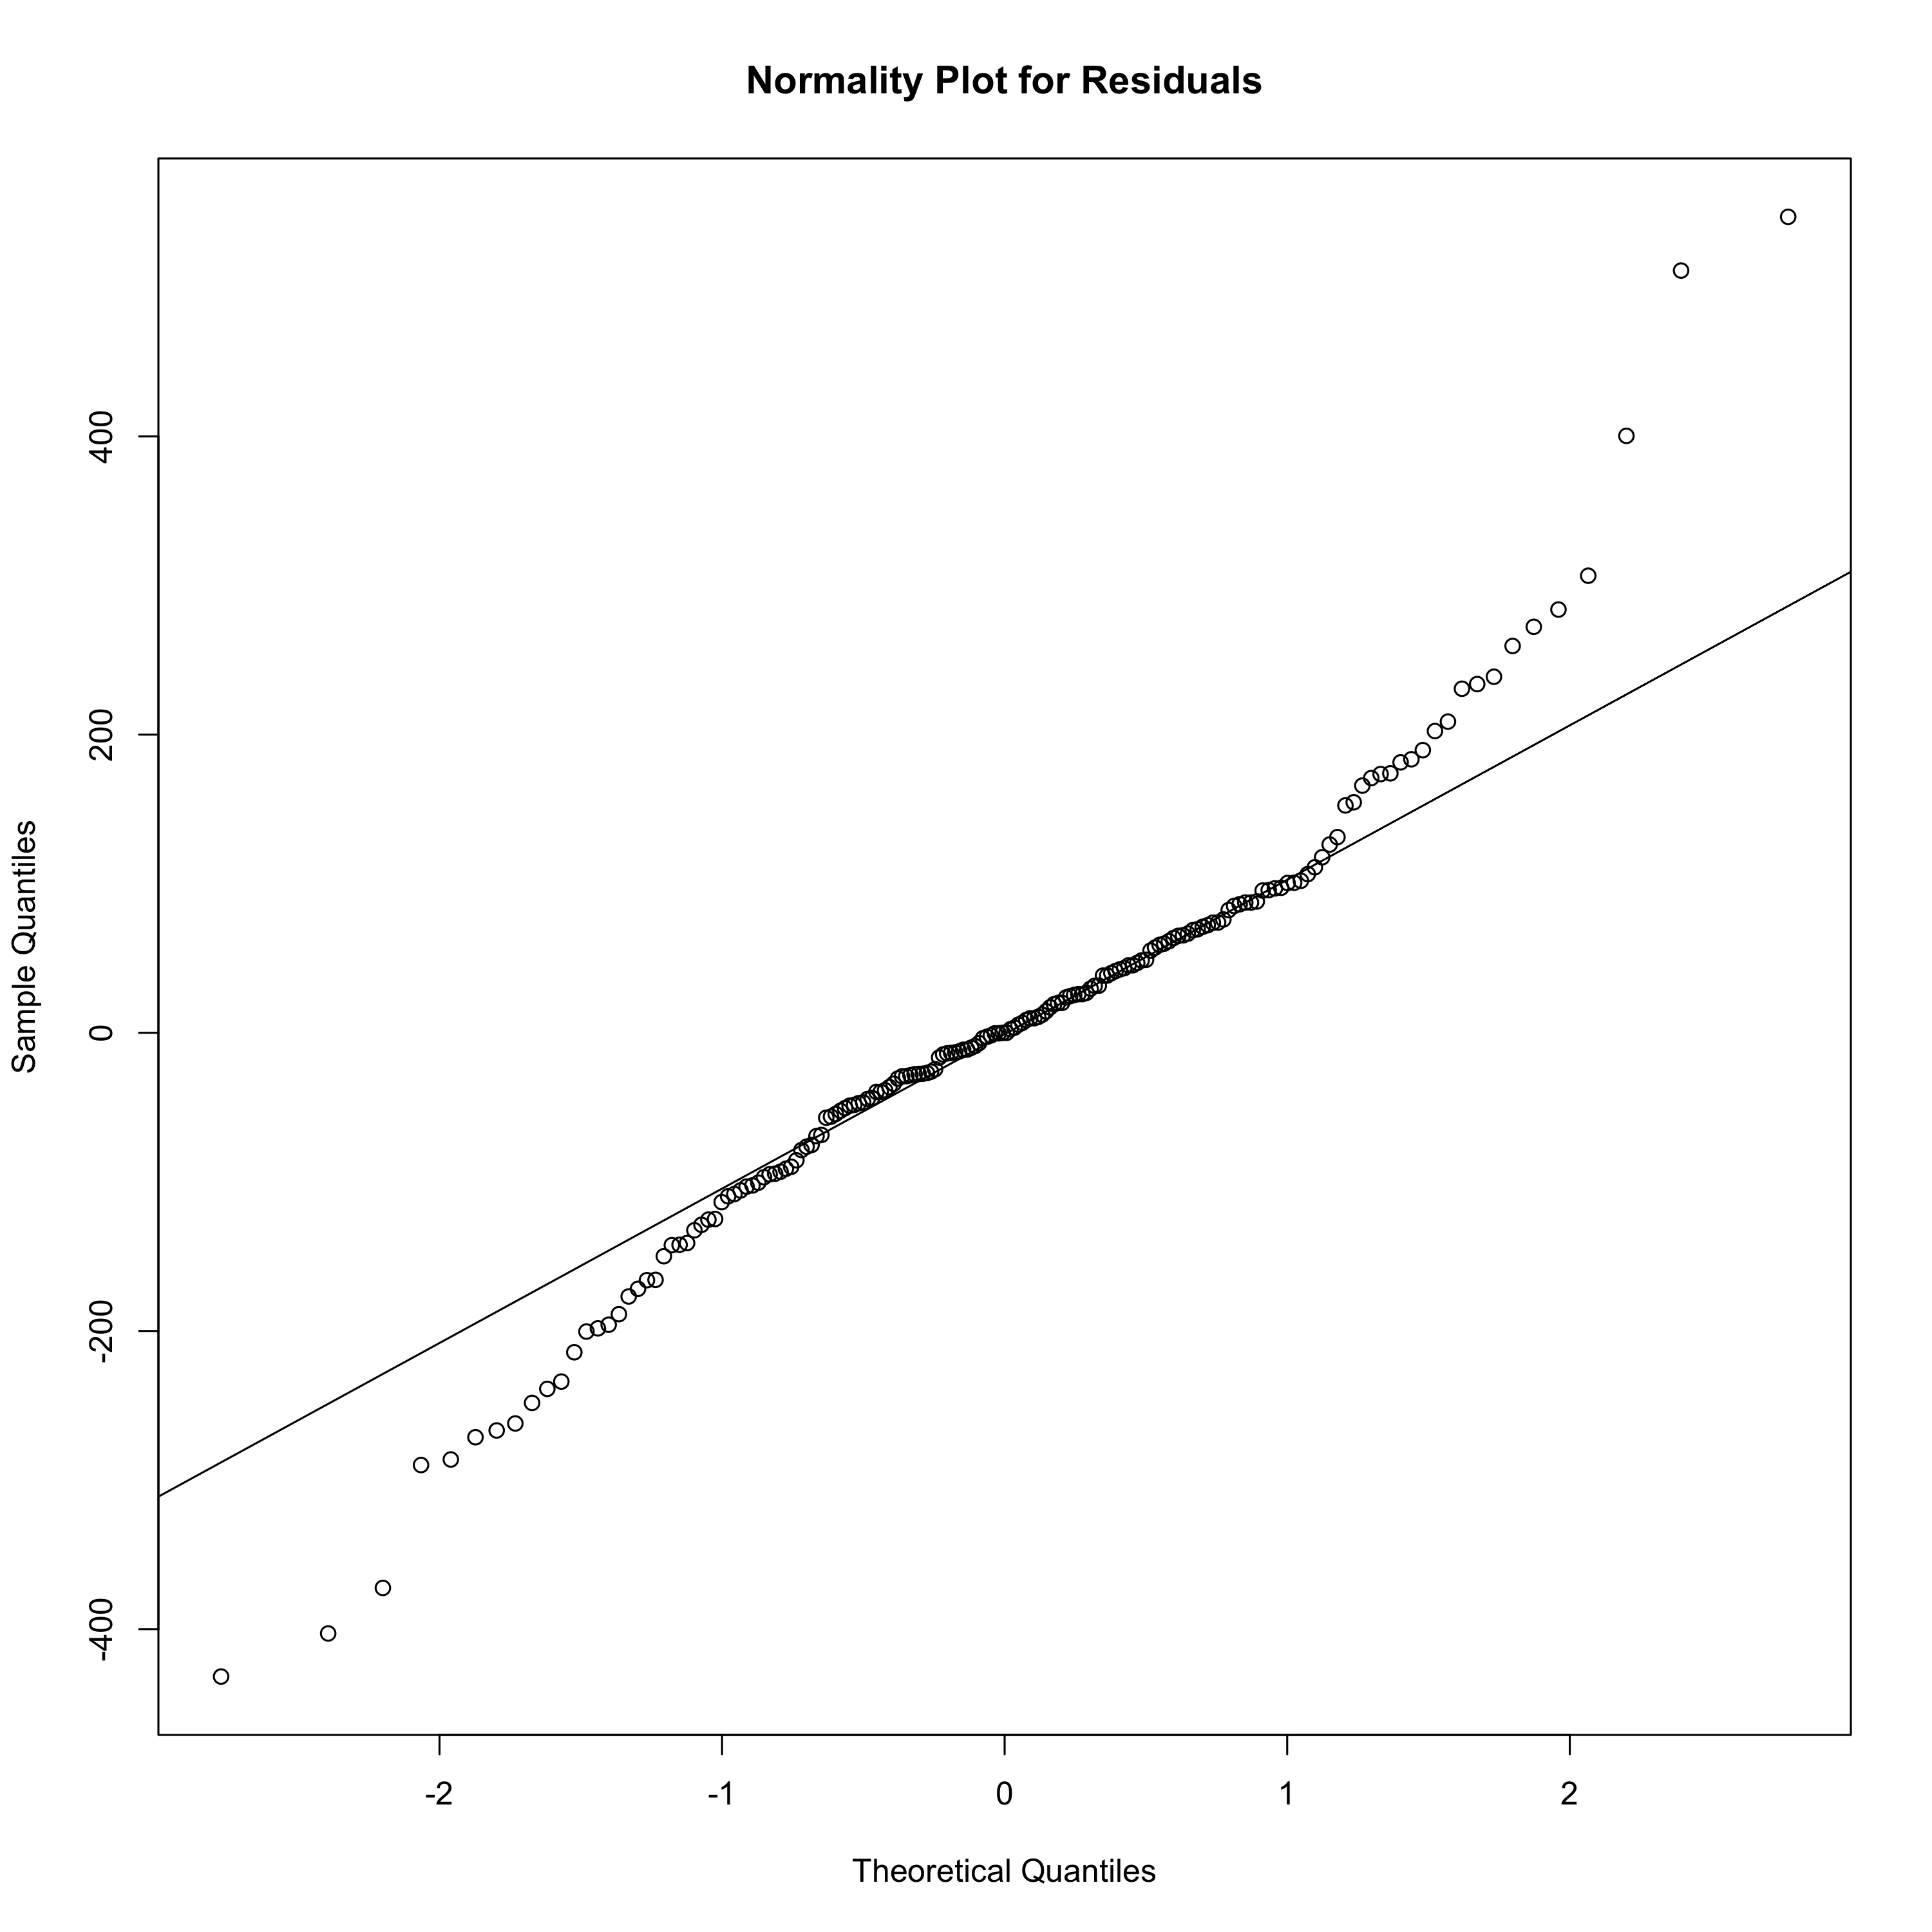 Normality Plot for Residuals
Sample Quantiles
400
200
0
-200
-400
-2 -1 0 1 2
Theoretical Quantiles